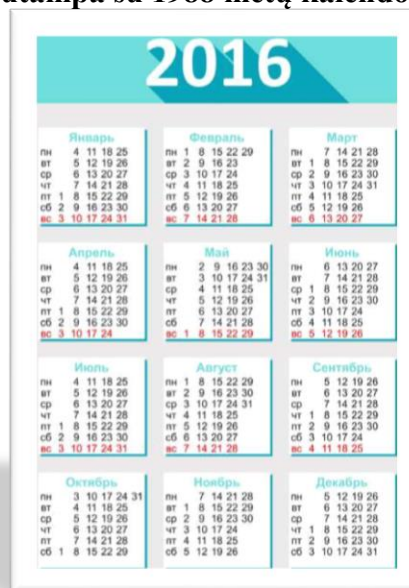 utampa su 1988 metų kalendo
2016
Январь
пн 4 11 18 25
вт 5 12 19 26
ср 6 13 20 27
чт 7 14 21 28
пт 1 8 15 22 29
сб 2 9 16 23 30
вс 3 10 17 24 31
Февраль
пн 1 8 15 22 29
вт 2 9 16 23
ср 3 10 17 24
чт 4 11 18 25
пт 5 12 19 26
сб 6 13 20 27
вс 7 14 21 28
Март
пн 7 14 21 28
вт 1 8 15 22 29
ср 2 9 16 23 30
чт 3 10 17 24 31
пт 4 11 18 25
сб 5 12 19 26
вс 6 13 20 27
Апрель
пн 4 11 18 25
вт 5 12 19 26
ср 6 13 20 27
чт 7 14 21 28
пт 1 8 15 22 29
сб 2 9 16 23 30
вс 3 10 17 24
Май
пн 2 9 16 23 30
вт 3 10 17 24 31
ср 4 11 18 25
чт 5 12 19 26
пт 6 13 20 27
сб 7 14 21 28
вс 1 8 15 22 29
Июнь
пн 6 13 20 27
вт 7 14 21 28
ср 1 8 15 22 29
чт 2 9 16 23 30
пт 3 10 17 24
сб 4 11 18 25
вс 5 12 19 26
Июль
пн 4 11 18 25
вт 5 12 19 26
ср 6 13 20 27
чт 7 14 21 28
пт 1 8 15 22 29
сб 2 9 16 23 30
вс 3 10 17 24 31
Август
пн 1 8 15 22 29
вт 2 9 16 23 30
ср 3 10 17 24 31
чт 4 11 18 25
пт 5 12 19 26
сб 6 13 20 27
вс 7 14 21 28
Сентябрь
пн 5 12 19 26
вт 6 13 20 27
ср 7 14 21 28
чт 1 8 15 22 29
пт 2 9 16 23 30
сб 3 10 17 24
вс 4 11 18 25
Октябрь
пн 3 10 17 24 31
вт 4 11 18 25
ср 5 12 19 26
чт 6 13 20 27
пт 7 14 21 28
сб 1 8 15 22 29
Ноябрь
пн 7 14 21 28
вт 1 8 15 22 29
ср 2 9 16 23 30
чт 3 10 17 24
пт 4 11 18 25
сб 5 12 19 26
Декабрь
пн 5 12 19 26
вт 6 13 20 27
ср 7 14 21 28
чт 1 8 15 22 29
пт 2 9 16 23 30
сб 3 10 17 24 31